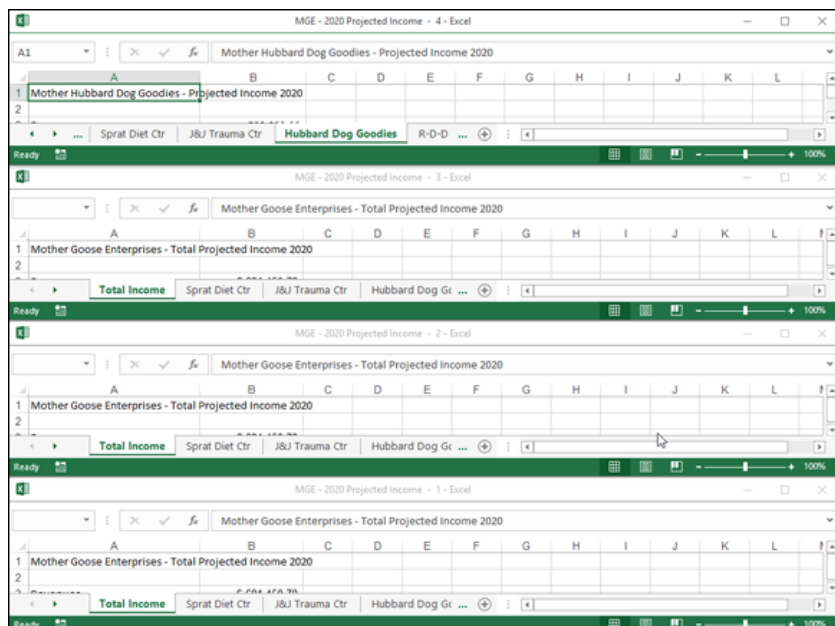 MGE - 2020 Projected Income - 4 - Excel
A1 fx Mother Hubbard Dog Goodies - Projected Income 2020
A B C D E F G H I J K L
1 Mother Hubbard Dog Goodies - Projected Income 2020
2
... Sprat Diet Ctr J&J Trauma Ctr Hubbard Dog Goodies R-D-D ...
Ready 100%
MGE - 2020 Projected Income - 3 - Excel
fx Mother Goose Enterprises - Total Projected Income 2020
A B C D E F G H I J K L
1 Mother Goose Enterprises - Total Projected Income 2020
2
Total Income Sprat Diet Ctr J&J Trauma Ctr Hubbard Dog Gc ...
Ready 100%
MGE - 2020 Projected Income - 2 - Excel
fx Mother Goose Enterprises - Total Projected Income 2020
A B C D E F G H I J K L
1 Mother Goose Enterprises - Total Projected Income 2020
2
Total Income Sprat Diet Ctr J&J Trauma Ctr Hubbard Dog Gc ...
Ready 100%
MGE - 2020 Projected Income - 1 - Excel
fx Mother Goose Enterprises - Total Projected Income 2020
A B C D E F G H I J K L
1 Mother Goose Enterprises - Total Projected Income 2020
2
Total Income Sprat Diet Ctr J&J Trauma Ctr Hubbard Dog Gc ...
Ready 100%